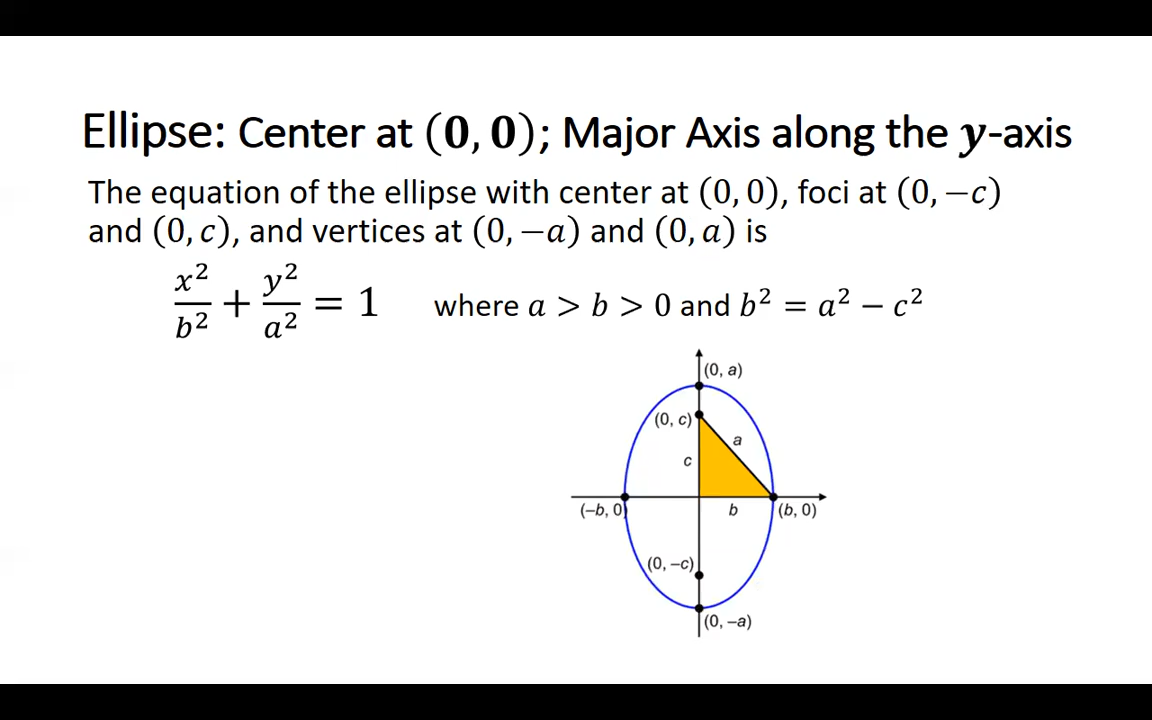 Ellipse: Center at (0, 0); Major Axis along the y-axis
The equation of the ellipse with center at (0, 0), foci at (0, −c)
and (0, c), and vertices at (0, −a) and (0, a) is
x²/b² + y²/a² = 1 where a > b > 0 and b² = a² − c²
(0, a)
(0, c)
a
c
(–b, 0)
b
(b, 0)
(0, –c)
(0, –a)